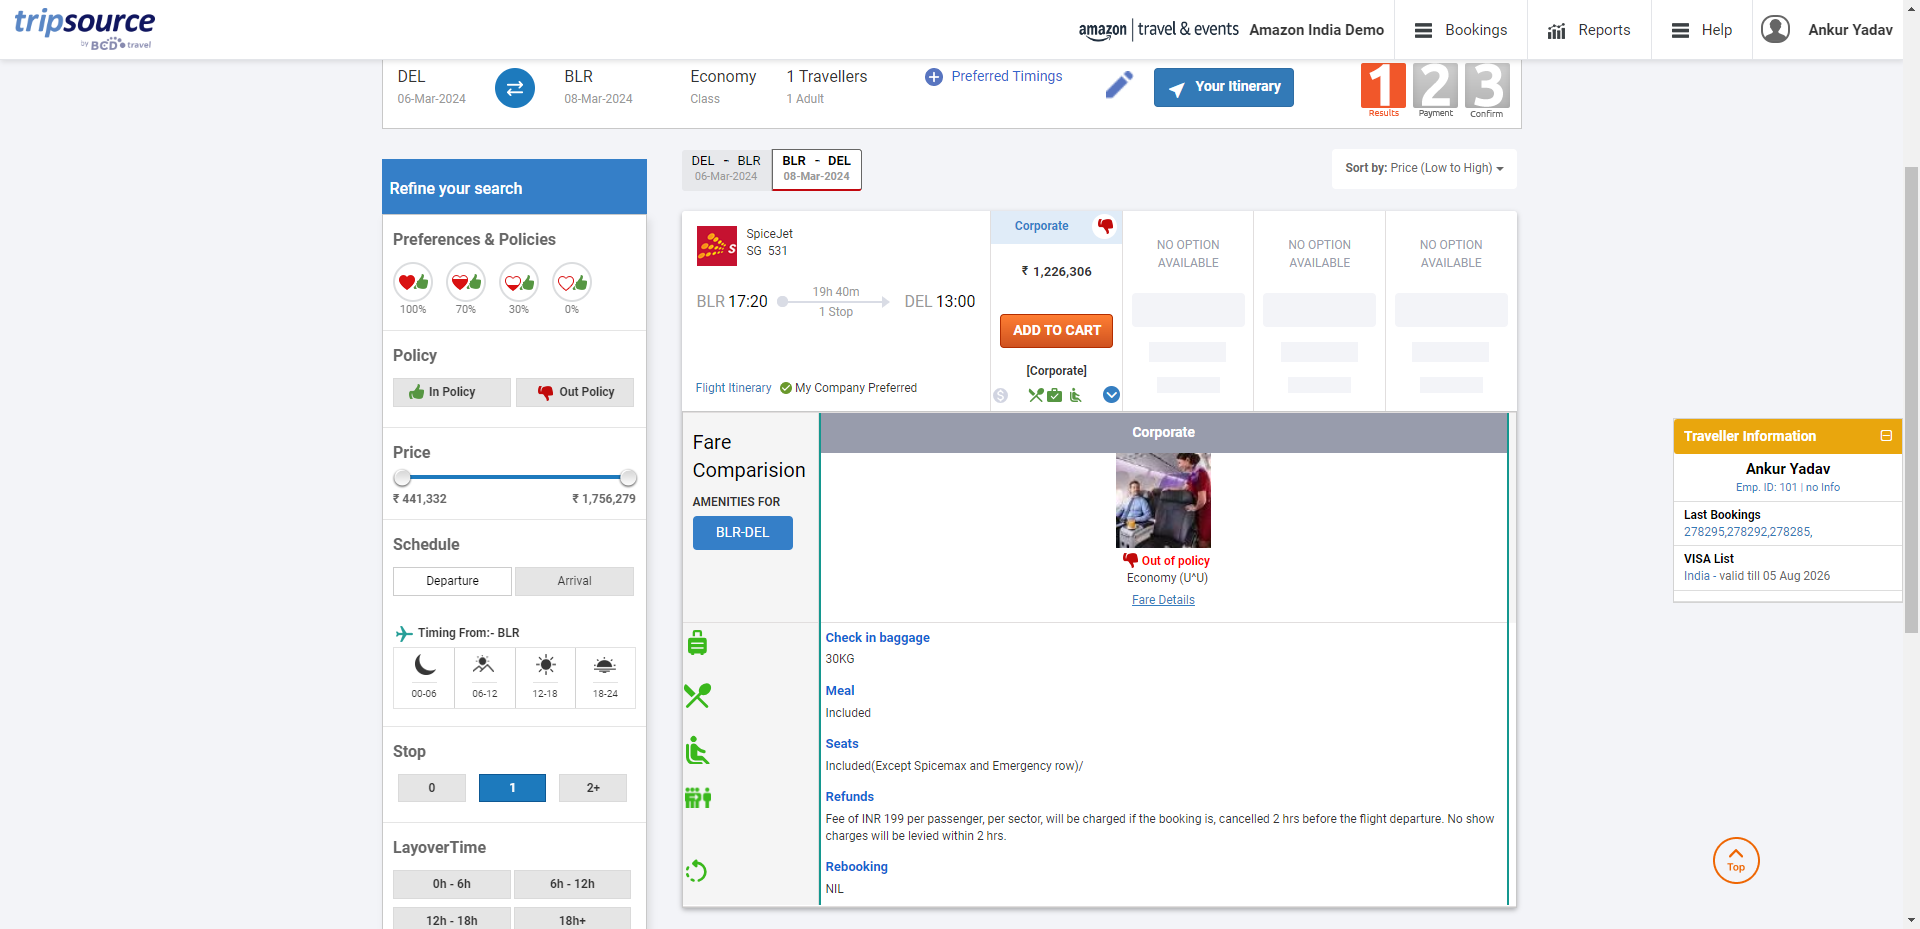 tripsource
by BCD travel
amazon travel & events Amazon India Demo
Bookings
Reports
Help
Ankur Yadav
DEL
06-Mar-2024
BLR
08-Mar-2024
Economy
Class
1 Travellers
1 Adult
Preferred Timings
Your Itinerary
1 2 3
Results Payment Confirm
Refine your search
Preferences & Policies
100% 70% 30% 0%
Policy
In Policy Out Policy
Price
₹ 441,332 ₹ 1,756,279
Schedule
Departure Arrival
Timing From:- BLR
00-06 06-12 12-18 18-24
Stop
0 1 2+
LayoverTime
0h - 6h 6h - 12h
12h - 18h 18h+
DEL - BLR
06-Mar-2024
BLR - DEL
08-Mar-2024
Sort by: Price (Low to High)
SpiceJet
SG 531
BLR 17:20
19h 40m
1 Stop
DEL 13:00
Flight Itinerary My Company Preferred
Corporate
₹ 1,226,306
ADD TO CART
[Corporate]
NO OPTION
AVAILABLE
NO OPTION
AVAILABLE
NO OPTION
AVAILABLE
Fare
Comparision
AMENITIES FOR
BLR-DEL
Corporate
Out of policy
Economy (U^U)
Fare Details
Check in baggage
30KG
Meal
Included
Seats
Included(Except Spicemax and Emergency row)/
Refunds
Fee of INR 199 per passenger, per sector, will be charged if the booking is, cancelled 2 hrs before the flight departure. No show
charges will be levied within 2 hrs.
Rebooking
NIL
Traveller Information
Ankur Yadav
Emp. ID: 101 | no Info
Last Bookings
278295,278292,278285,
VISA List
India - valid till 05 Aug 2026
Top